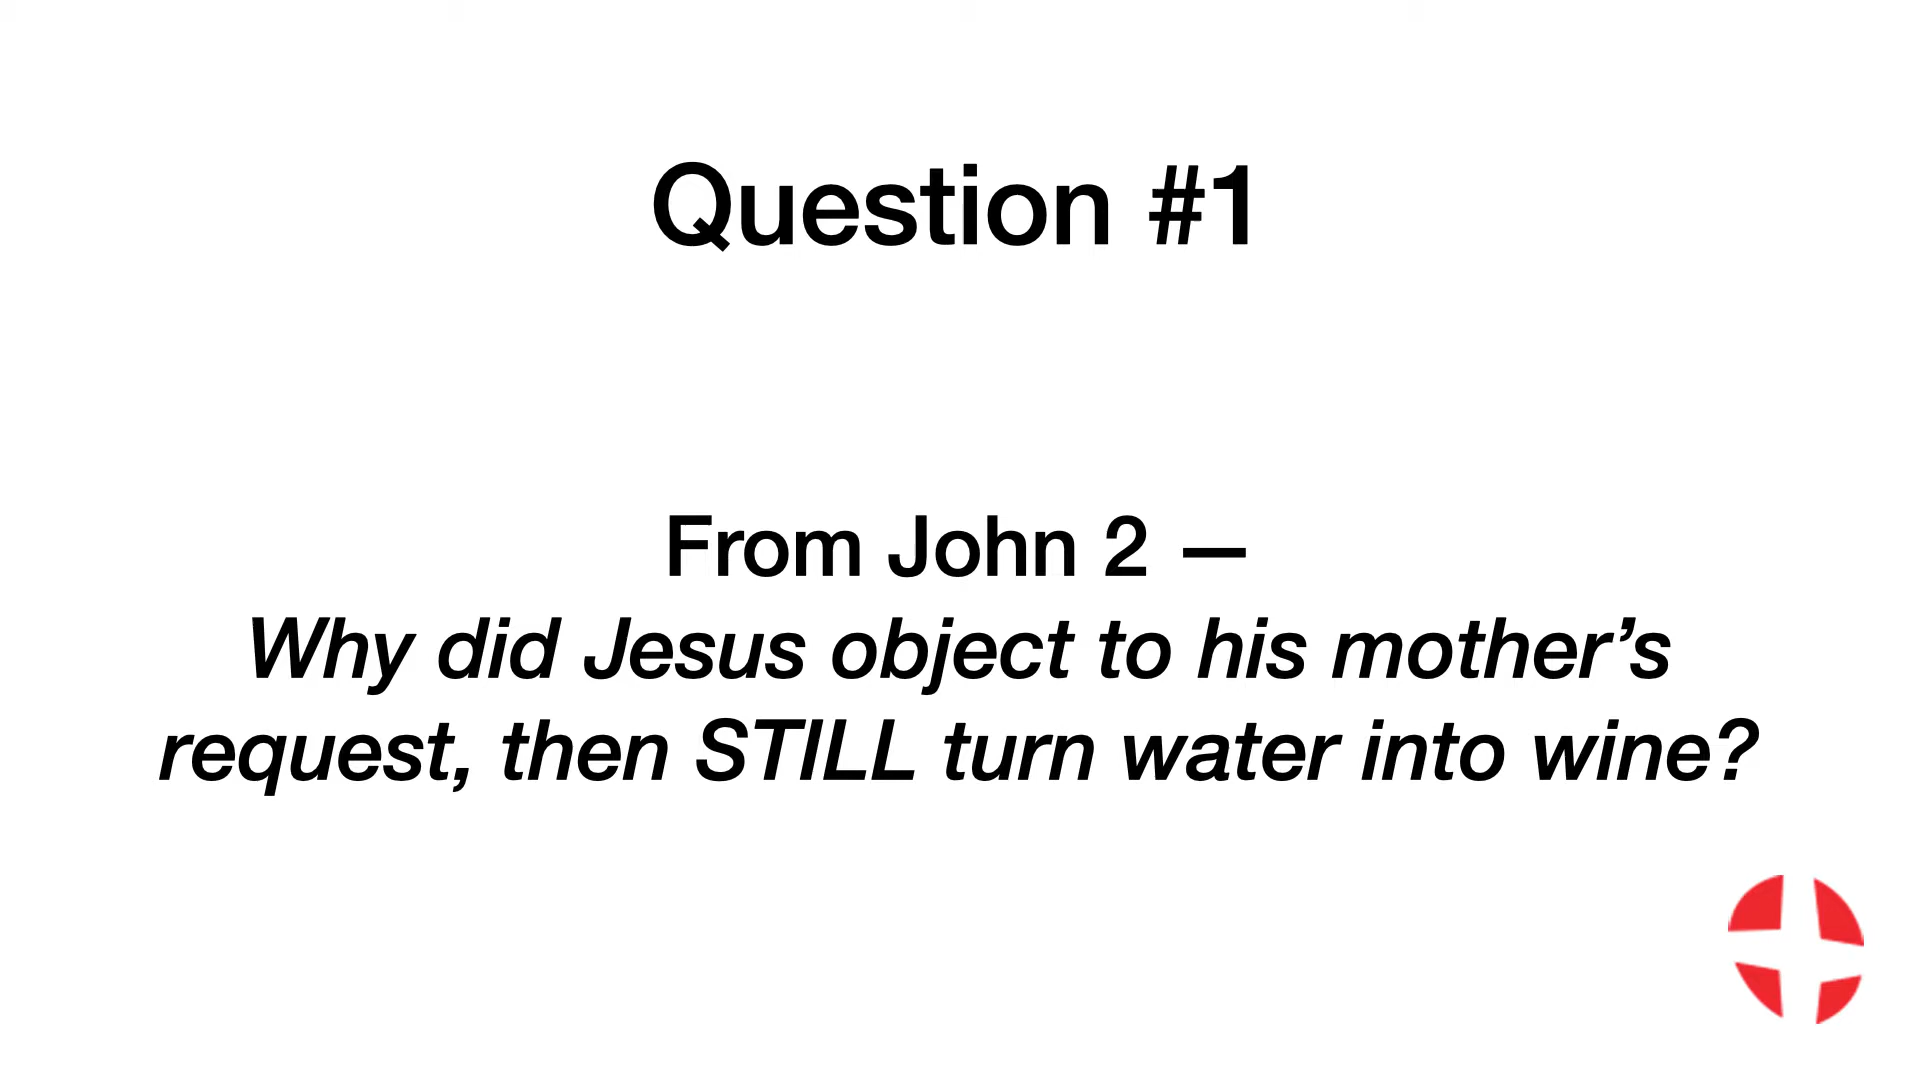 Question #1
From John 2 —
Why did Jesus object to his mother’s
request, then STILL turn water into wine?